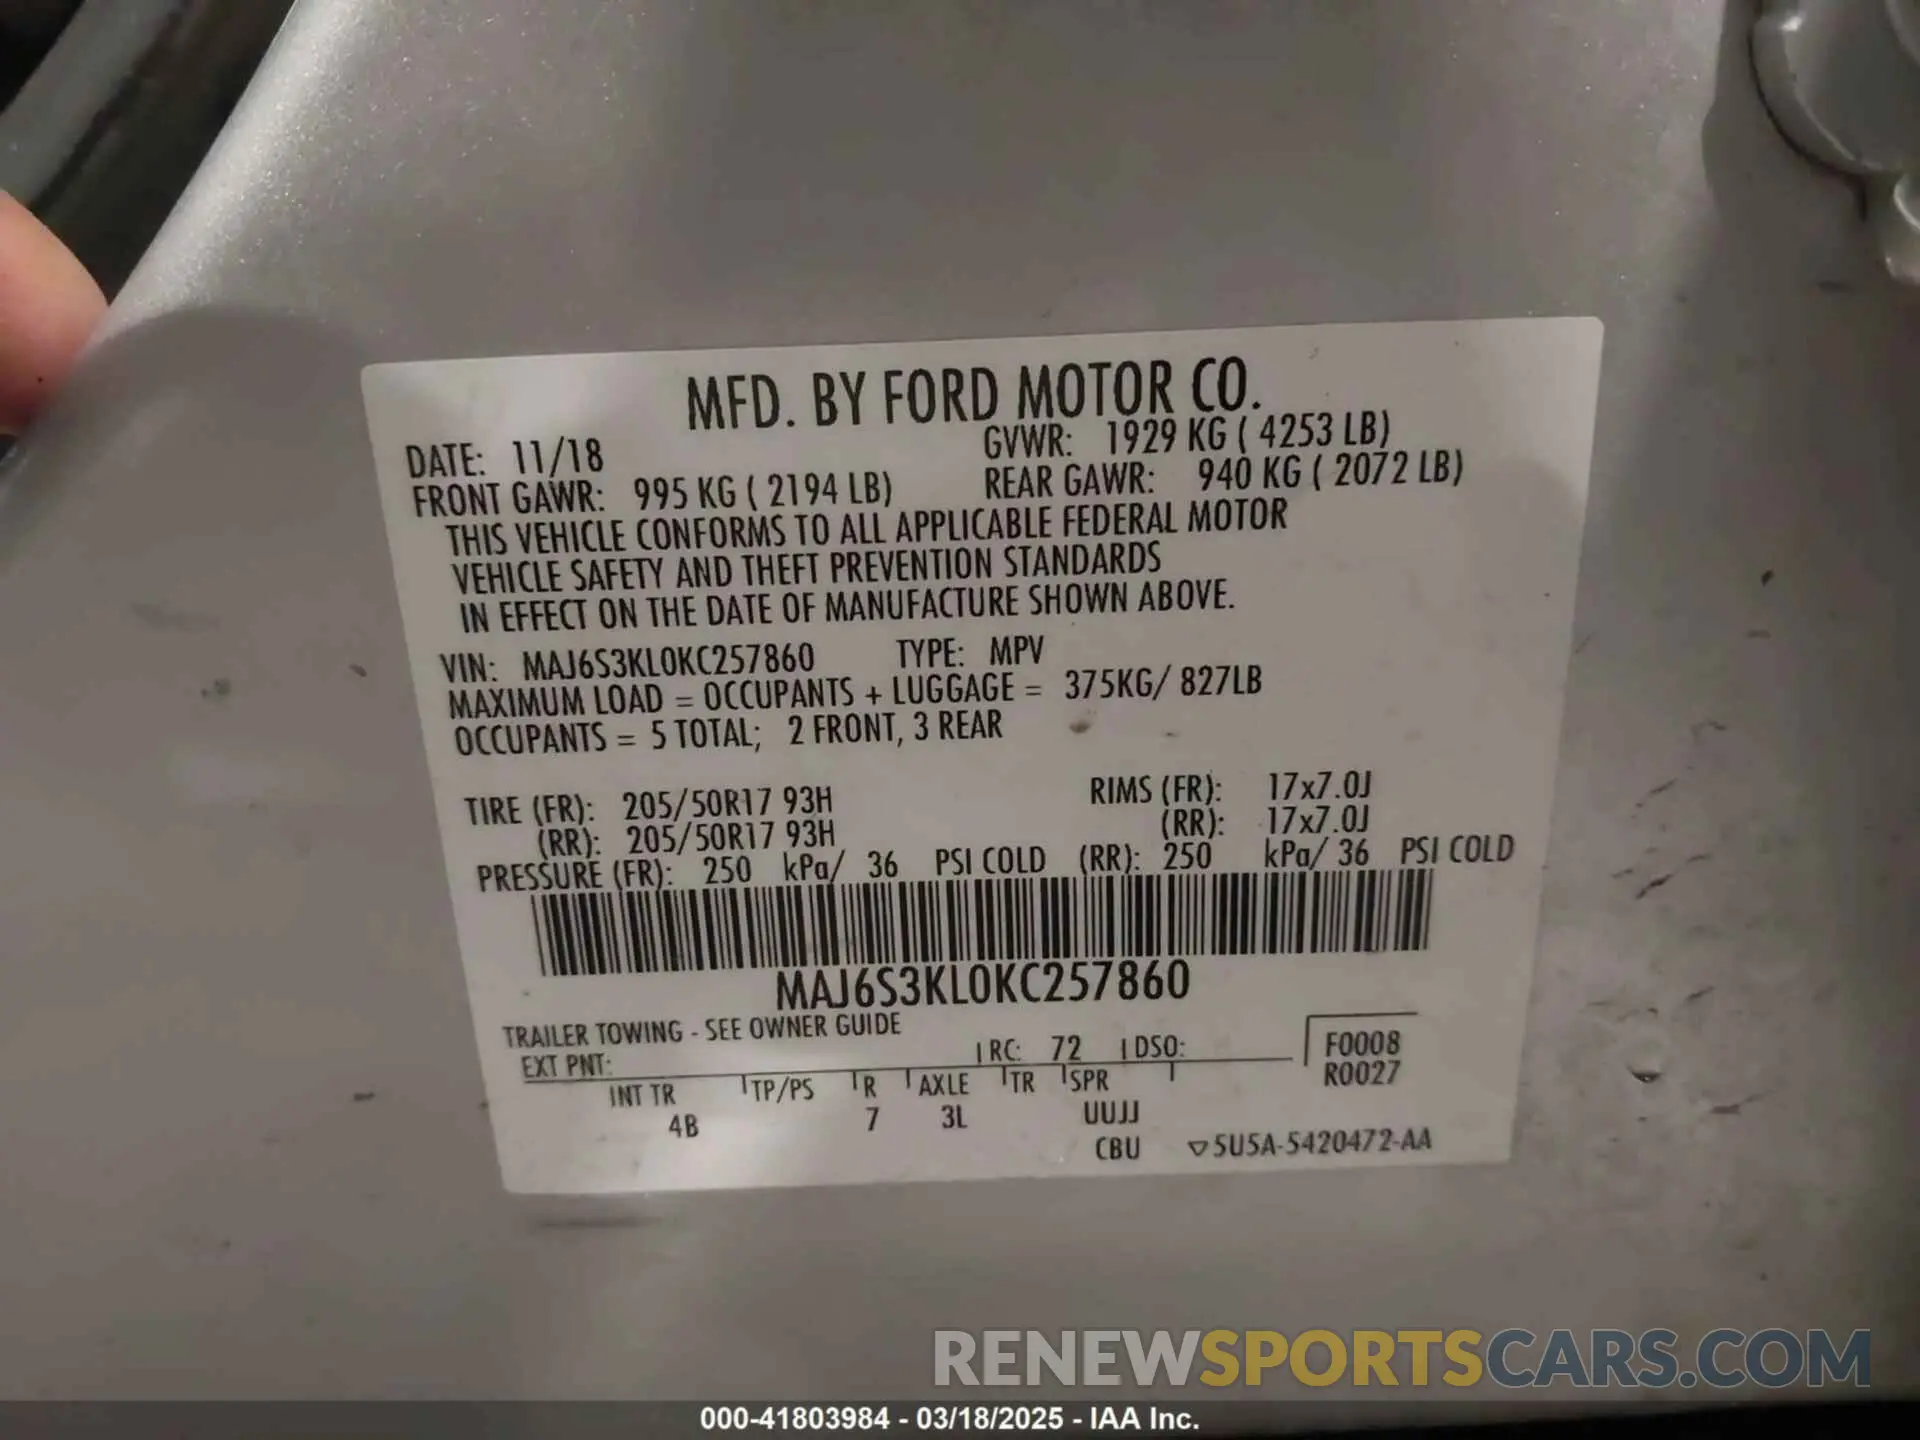 MFD. BY FORD MOTOR CO.
DATE: 11/18 GVWR: 1929 KG ( 4253 LB)
FRONT GAWR: 995 KG ( 2194 LB) REAR GAWR: 940 KG ( 2072 LB)
THIS VEHICLE CONFORMS TO ALL APPLICABLE FEDERAL MOTOR
VEHICLE SAFETY AND THEFT PREVENTION STANDARDS
IN EFFECT ON THE DATE OF MANUFACTURE SHOWN ABOVE.
VIN: MAJ6S3KL0KC257860 TYPE: MPV
MAXIMUM LOAD = OCCUPANTS + LUGGAGE = 375KG/ 827LB
OCCUPANTS = 5 TOTAL; 2 FRONT, 3 REAR
TIRE (FR): 205/50R17 93H RIMS (FR): 17x7.0J
(RR): 205/50R17 93H (RR): 17x7.0J
PRESSURE (FR): 250 kPa/ 36 PSI COLD (RR): 250 kPa/ 36 PSI COLD
MAJ6S3KL0KC257860
TRAILER TOWING - SEE OWNER GUIDE
EXT PNT: RC: 72 DSO: F0008
INT TR TP/PS R AXLE TR SPR R0027
4B 7 3L UUJJ
CBU ▽5U5A-5420472-AA
RENEWSPORTSCARS.COM
000-41803984 - 03/18/2025 - IAA Inc.